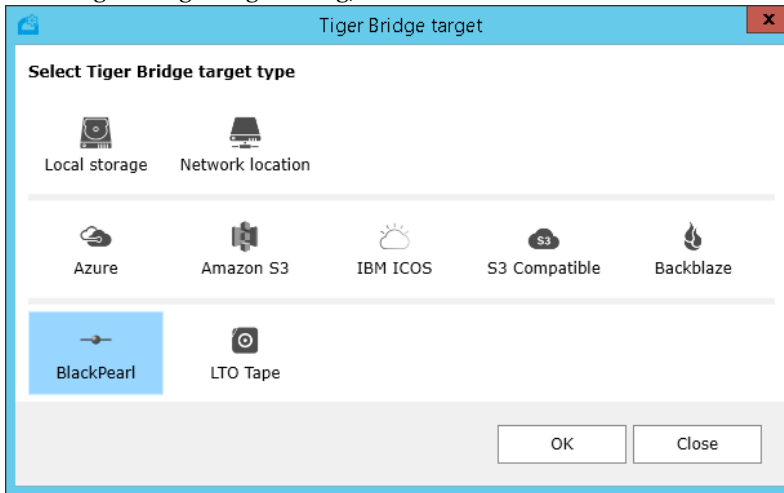 Tiger Bridge target
x
Select Tiger Bridge target type
Local storage Network location
S3
Azure Amazon S3 IBM ICOS S3 Compatible Backblaze
BlackPearl LTO Tape
OK Close